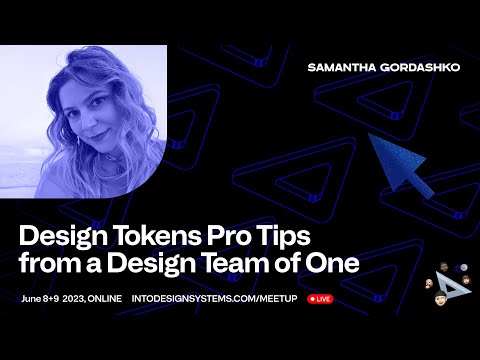 SAMANTHA GORDASHKO
Design Tokens Pro Tips
from a Design Team of One
June 8+9 2023, ONLINE INTODESIGNSYSTEMS.COM/MEETUP LIVE